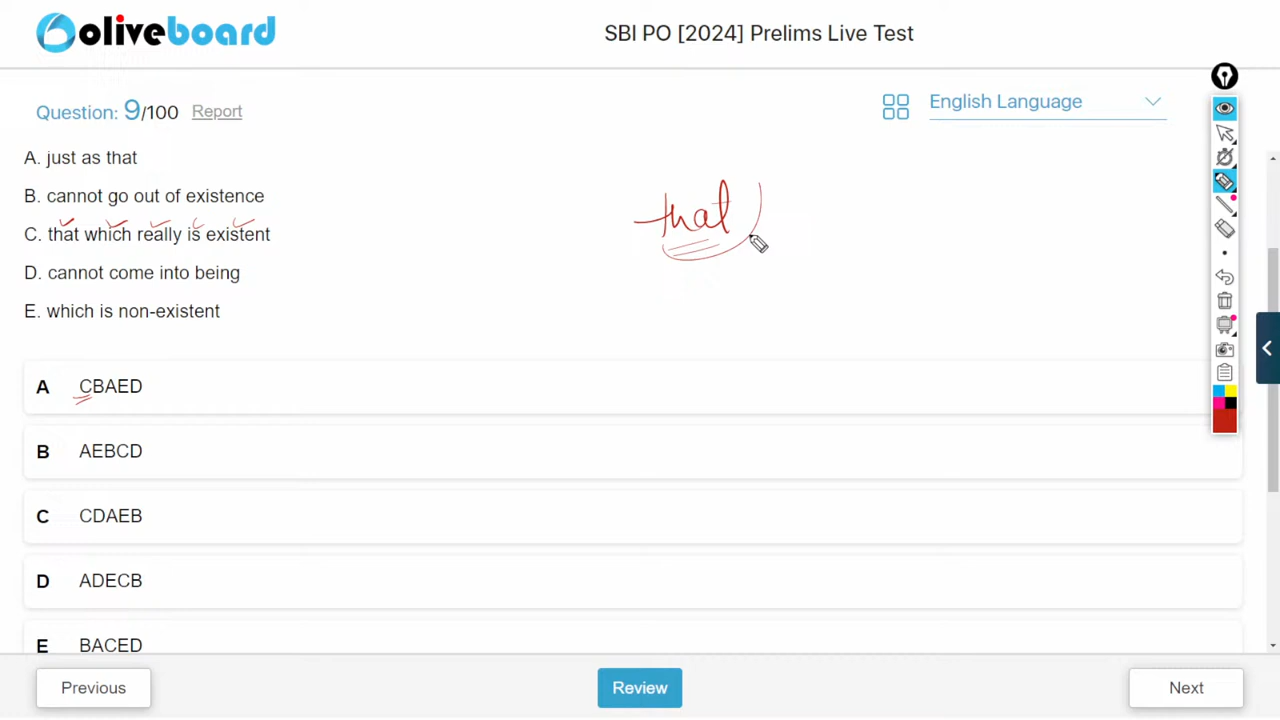 oliveboard
SBI PO [2024] Prelims Live Test
Question: 9/100 Report
English Language
A. just as that
B. cannot go out of existence
C. that which really is existent
D. cannot come into being
E. which is non-existent
that
A CBAED
B AEBCD
C CDAEB
D ADECB
E BACED
Previous
Review
Next